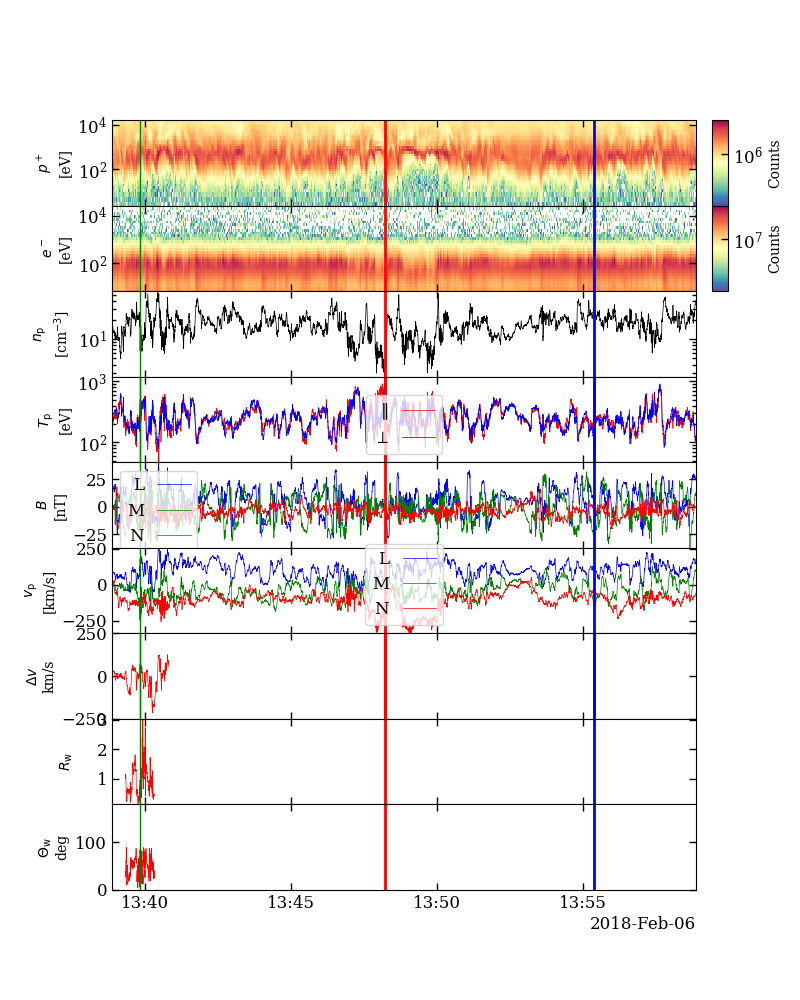 10^4
10^2
p^+
[eV]
10^6
Counts
10^4
10^2
e^-
[eV]
10^7
Counts
10^1
n_p
[cm^−3]
10^3
10^2
T_p
[eV]
∥
⊥
25
0
−25
B
[nT]
L
M
N
250
0
−250
v_p
[km/s]
L
M
N
250
0
−250
Δv
km/s
3
2
1
R_w
100
0
Θ_w
deg
13:40 13:45 13:50 13:55
2018-Feb-06